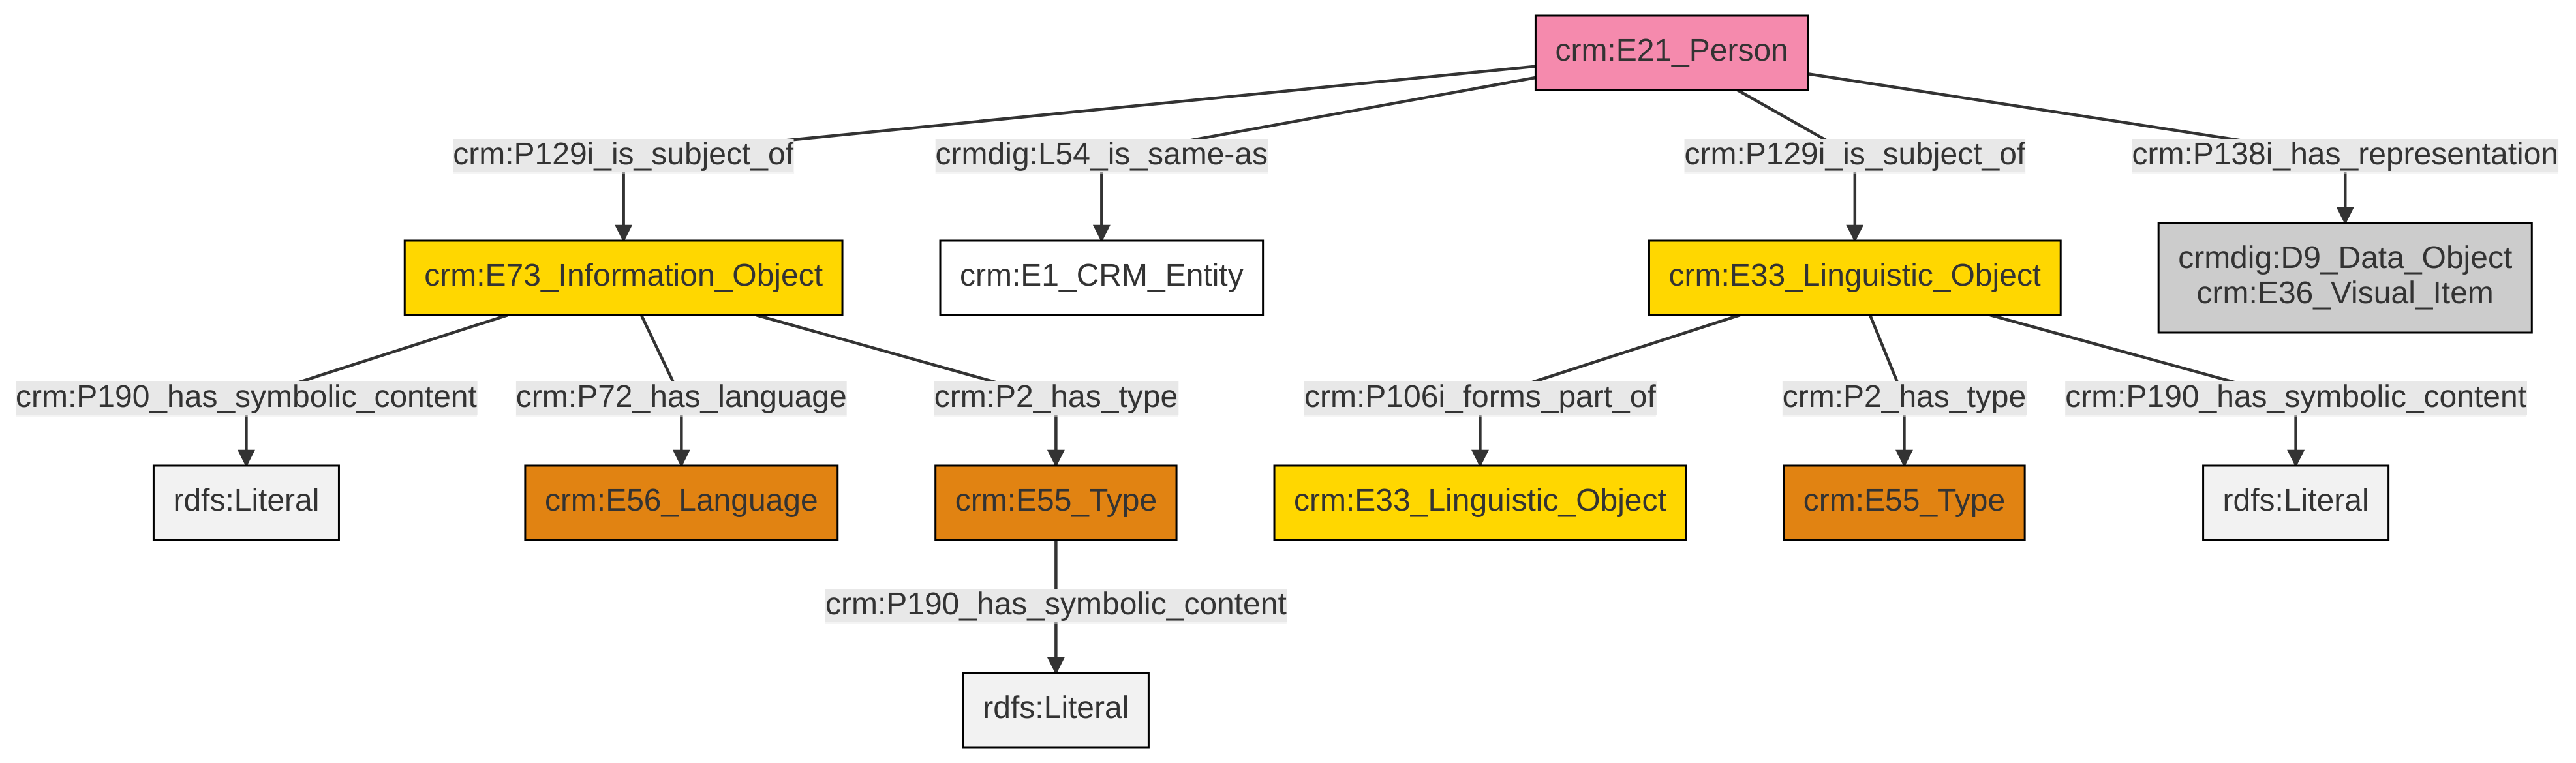 crm:E21_Person
crm:P129i_is_subject_of
crmdig:L54_is_same-as
crm:P129i_is_subject_of
crm:P138i_has_representation
crm:E73_Information_Object
crm:E1_CRM_Entity
crm:E33_Linguistic_Object
crmdig:D9_Data_Object
crm:E36_Visual_Item
crm:P190_has_symbolic_content
crm:P72_has_language
crm:P2_has_type
crm:P106i_forms_part_of
crm:P2_has_type
crm:P190_has_symbolic_content
rdfs:Literal
crm:E56_Language
crm:E55_Type
crm:E33_Linguistic_Object
crm:E55_Type
rdfs:Literal
crm:P190_has_symbolic_content
rdfs:Literal